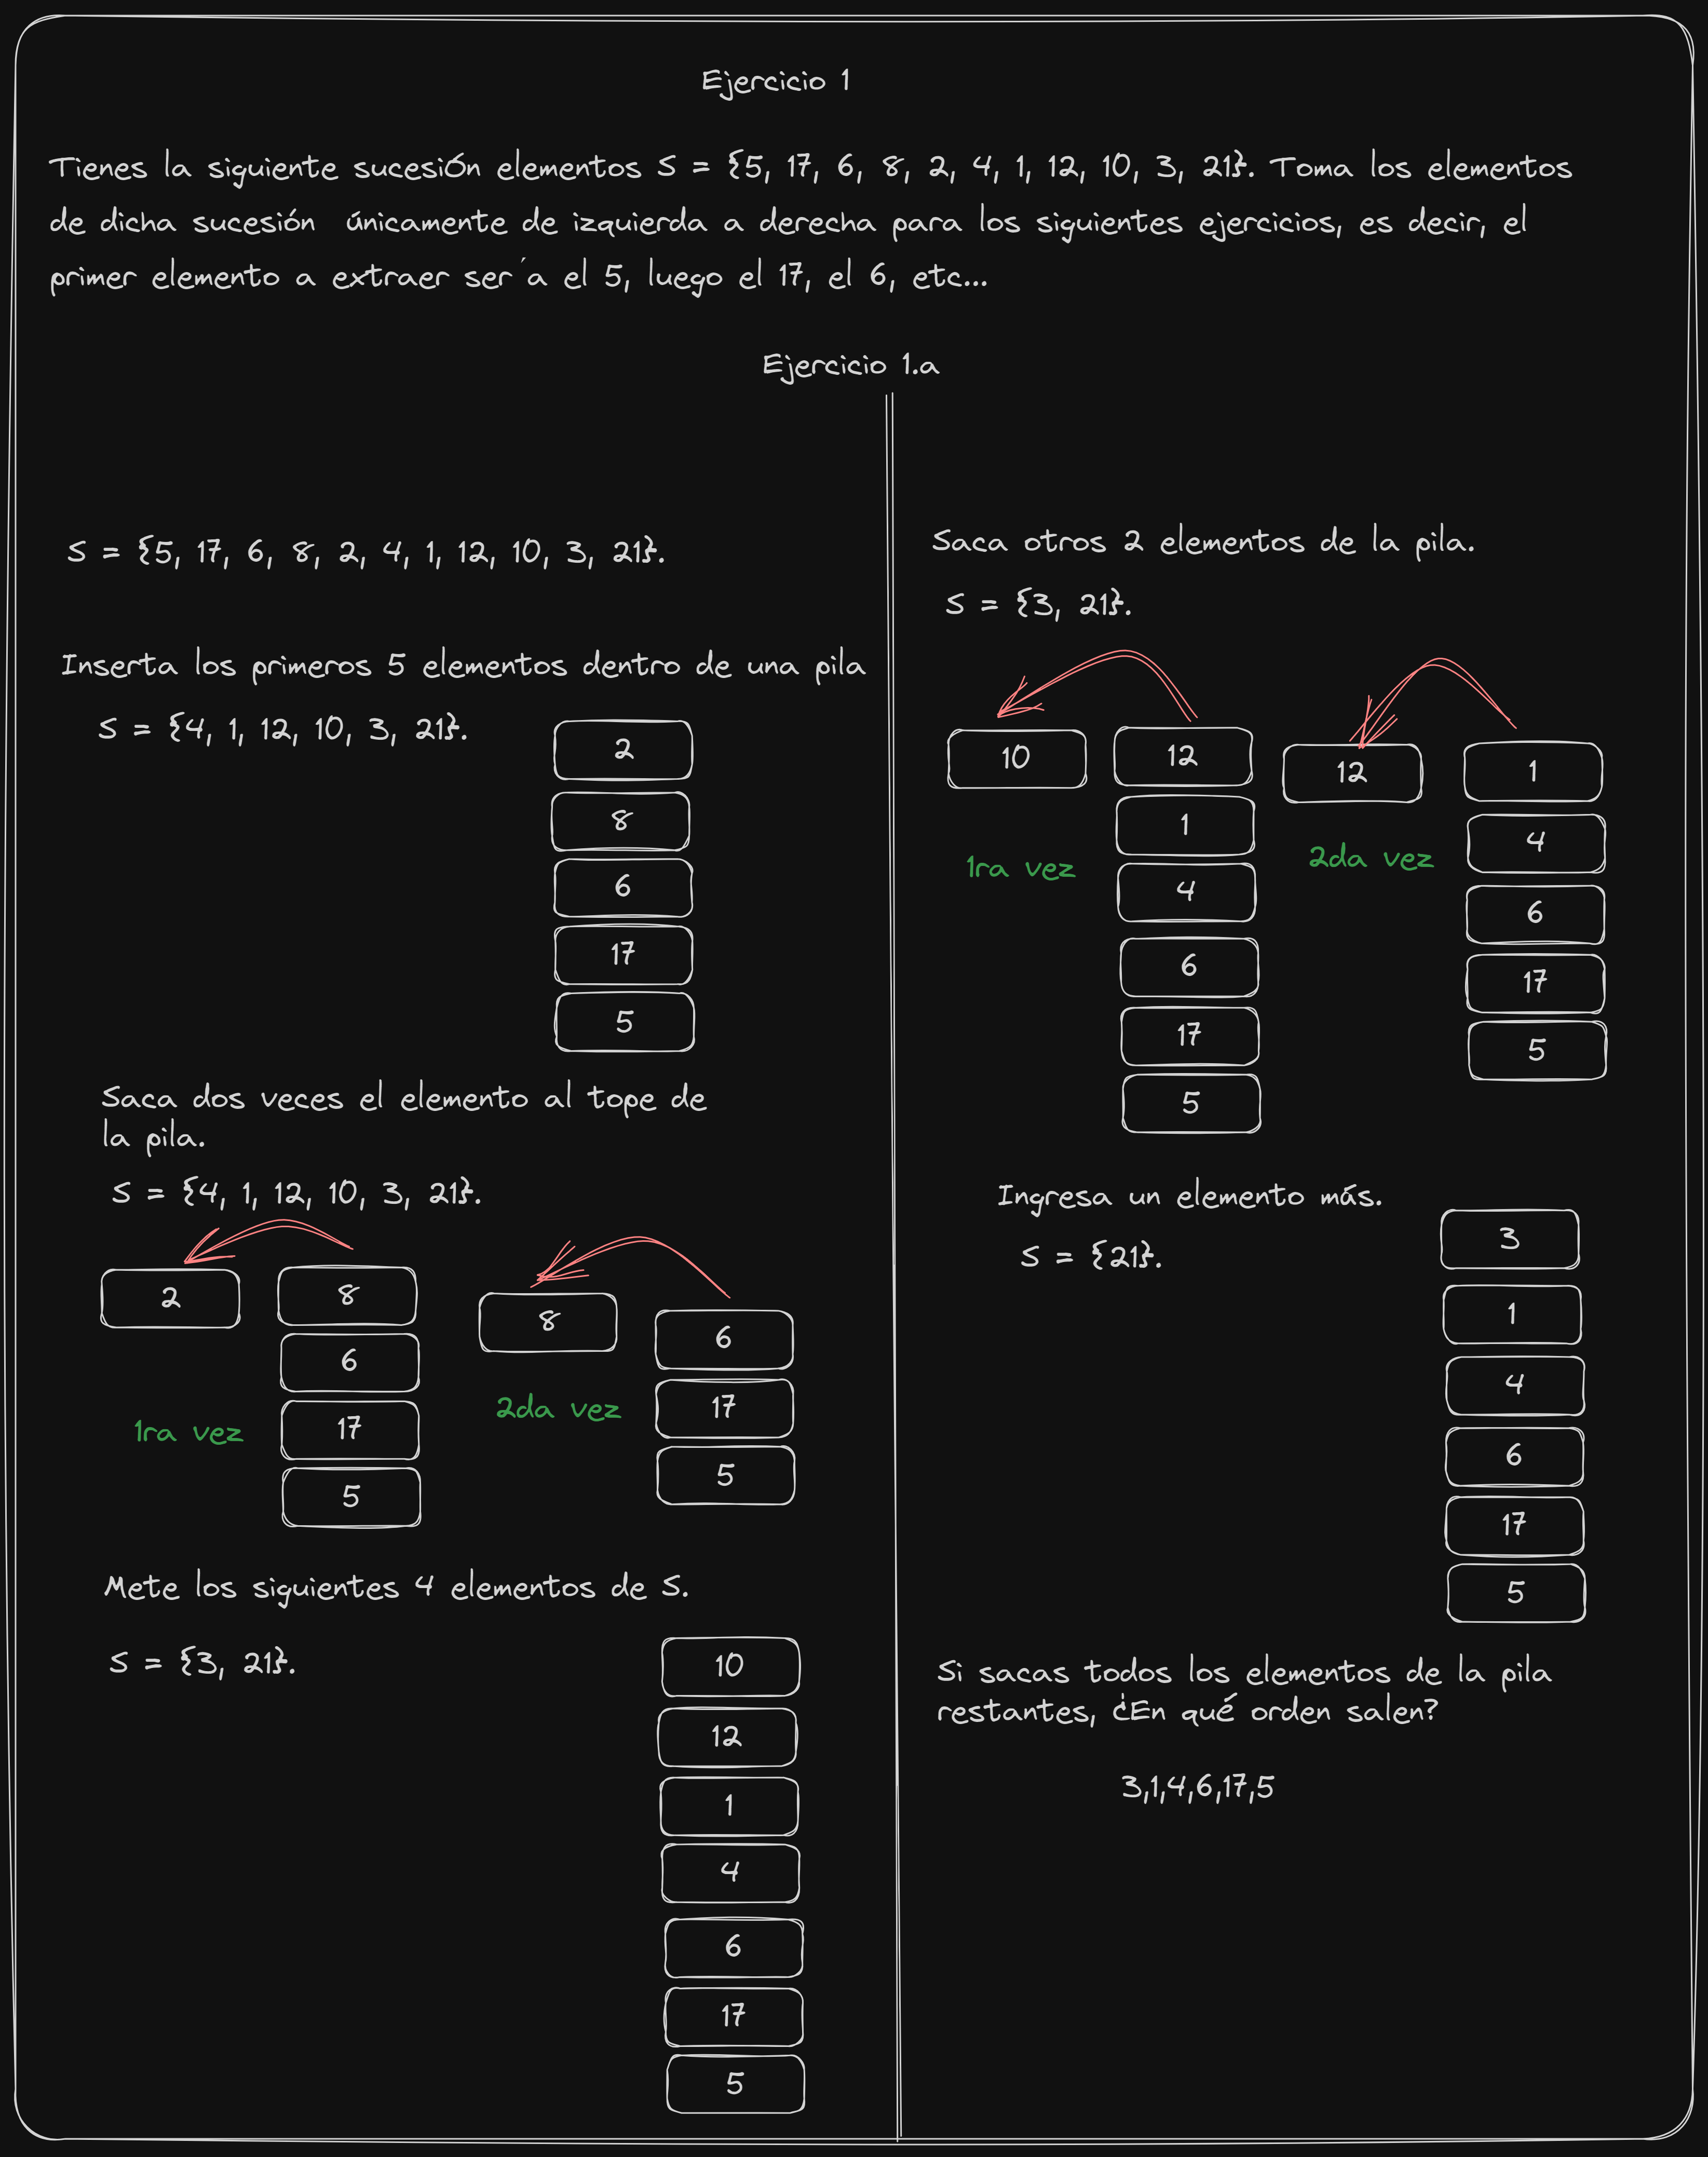 Ejercicio 1
Tienes la siguiente sucesión elementos S = {5, 17, 6, 8, 2, 4, 1, 12, 10, 3, 21}. Toma los elementos
de dicha sucesión únicamente de izquierda a derecha para los siguientes ejercicios, es decir, el
primer elemento a extraer ser´a el 5, luego el 17, el 6, etc...
Ejercicio 1.a
S = {5, 17, 6, 8, 2, 4, 1, 12, 10, 3, 21}.
Inserta los primeros 5 elementos dentro de una pila
S = {4, 1, 12, 10, 3, 21}.
2
8
6
17
5
Saca dos veces el elemento al tope de
la pila.
S = {4, 1, 12, 10, 3, 21}.
2
8
6
17
5
1ra vez
8
6
17
5
2da vez
Mete los siguientes 4 elementos de S.
S = {3, 21}.
10
12
1
4
6
17
5
Saca otros 2 elementos de la pila.
S = {3, 21}.
10
12
1
4
6
17
5
1ra vez
12
1
4
6
17
5
2da vez
Ingresa un elemento más.
S = {21}.
3
1
4
6
17
5
Si sacas todos los elementos de la pila
restantes, ¿En qué orden salen?
3,1,4,6,17,5